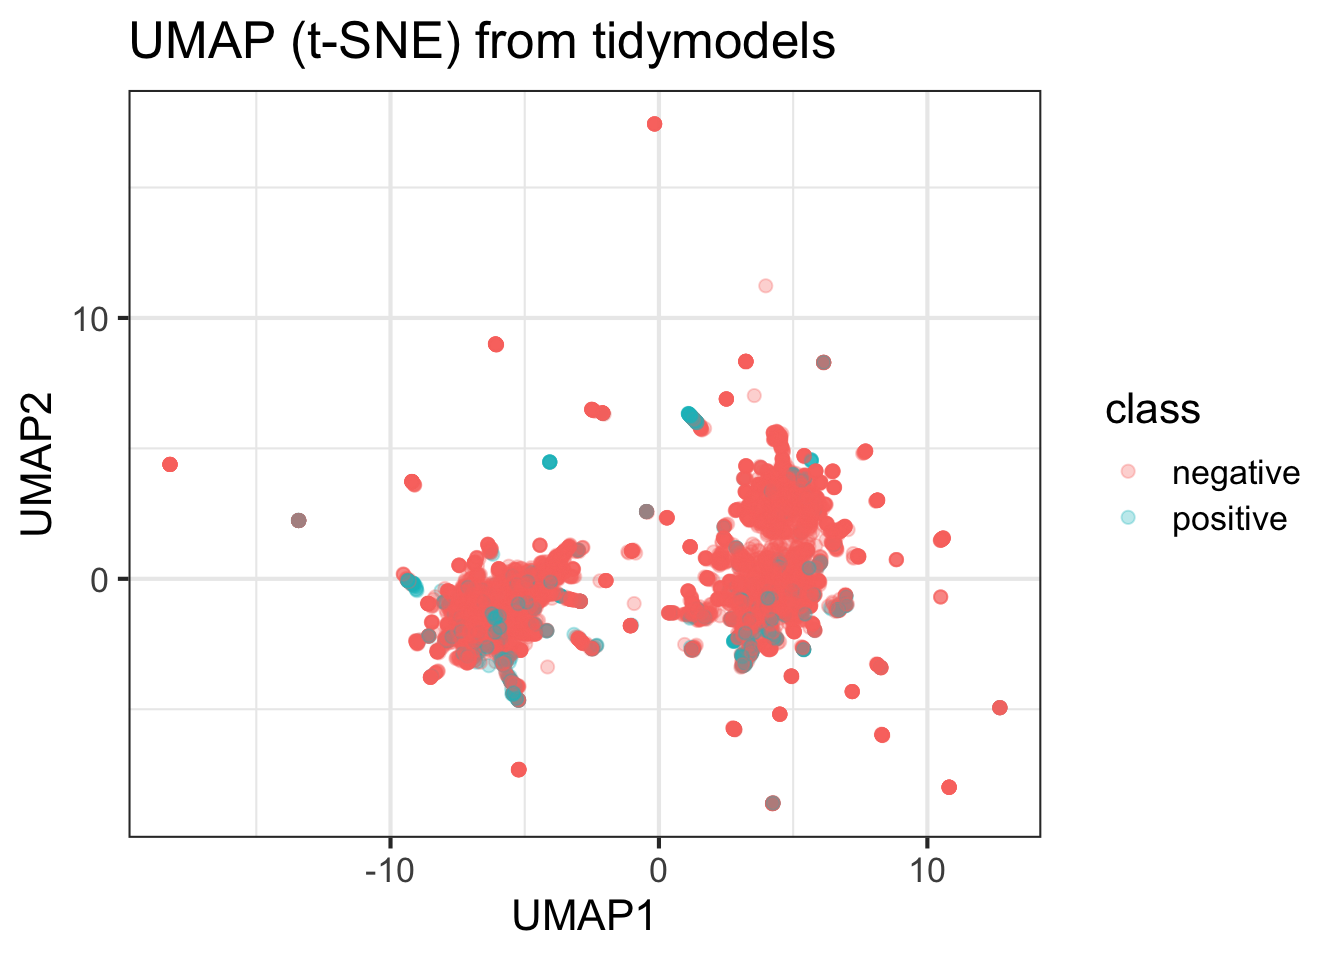 UMAP (t-SNE) from tidymodels
10
0
-10
0
10
UMAP1
UMAP2
class
negative
positive